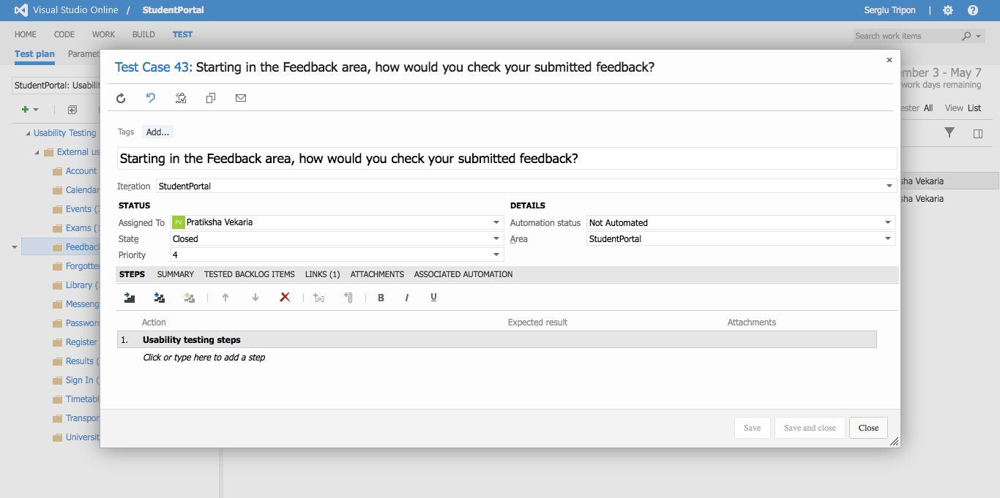 Visual Studio Online / StudentPortal Sergiu Tripon |
HOME CODE WORK BUILD TEST Search work items
Test plan Paramet
Test Case 43: Starting in the Feedback area, how would you check your submitted feedback?
StudentPortal: Usabili
mber 3 - May 7
work days remaining
ester All View List
Tags Add...
Usability Testing
External us
Account
Calendar
Events (
Exams (
Feedbac
Forgotte
Library (
Messeng
Password
Register
Results (
Sign In (
Timetabl
Transpor
Universit
Starting in the Feedback area, how would you check your submitted feedback?
Iteration StudentPortal
sha Vekaria
sha Vekaria
STATUS DETAILS
Assigned To PV Pratiksha Vekaria Automation status Not Automated
State Closed Area StudentPortal
Priority 4
STEPS SUMMARY TESTED BACKLOG ITEMS LINKS (1) ATTACHMENTS ASSOCIATED AUTOMATION
B I U
Action Expected result Attachments
1. Usability testing steps
Click or type here to add a step
Save Save and close Close